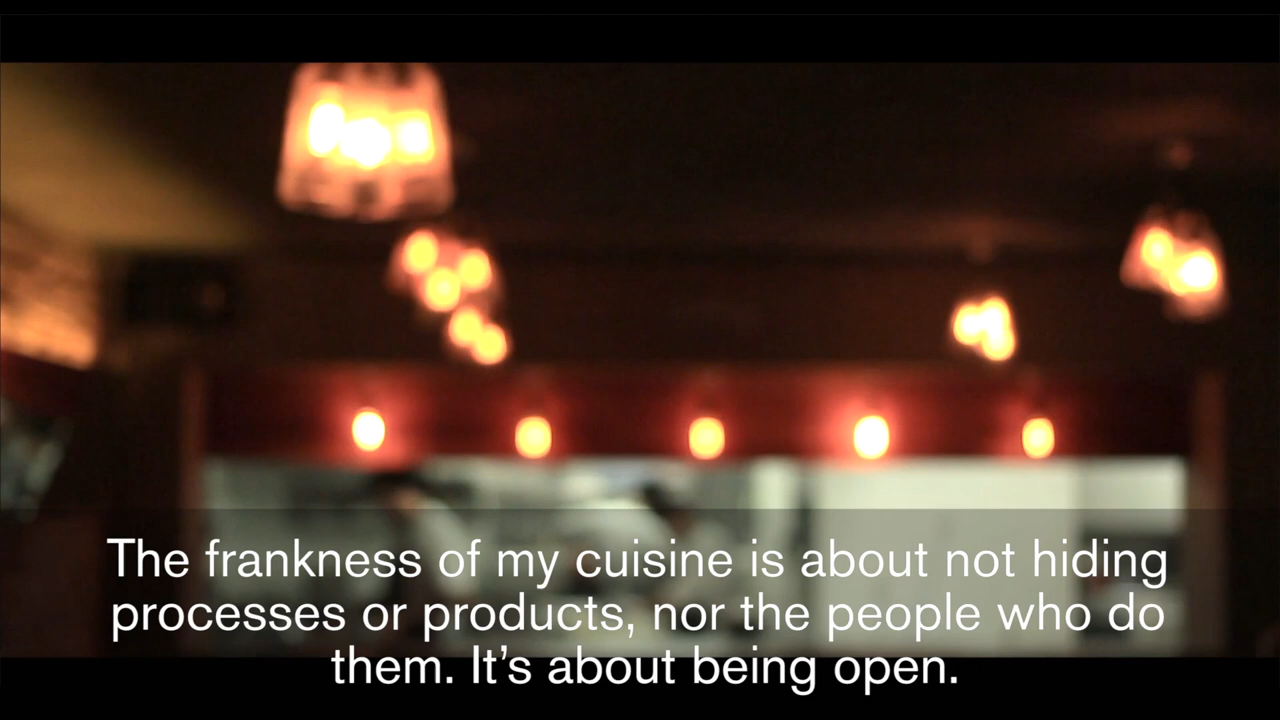 The frankness of my cuisine is about not hiding
processes or products, nor the people who do
them. It’s about being open.